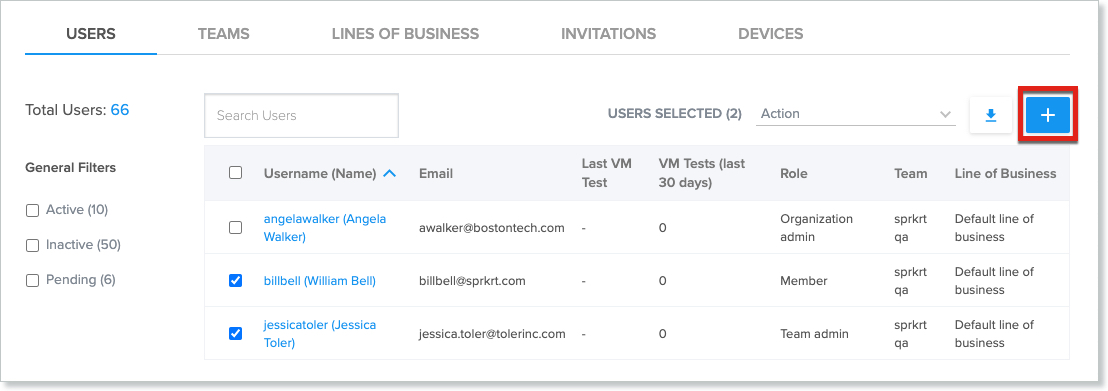 USERS TEAMS LINES OF BUSINESS INVITATIONS DEVICES
Total Users: 66
Search Users
USERS SELECTED (2) Action
General Filters
Active (10)
Inactive (50)
Pending (6)
Username (Name) Email Last VM Test VM Tests (last 30 days) Role Team Line of Business
angelawalker (Angela Walker) awalker@bostontech.com - 0 Organization admin sprkrt qa Default line of business
billbell (William Bell) billbell@sprkrt.com - 0 Member sprkrt qa Default line of business
jessicatoler (Jessica Toler) jessica.toler@tolerinc.com - 0 Team admin sprkrt qa Default line of business